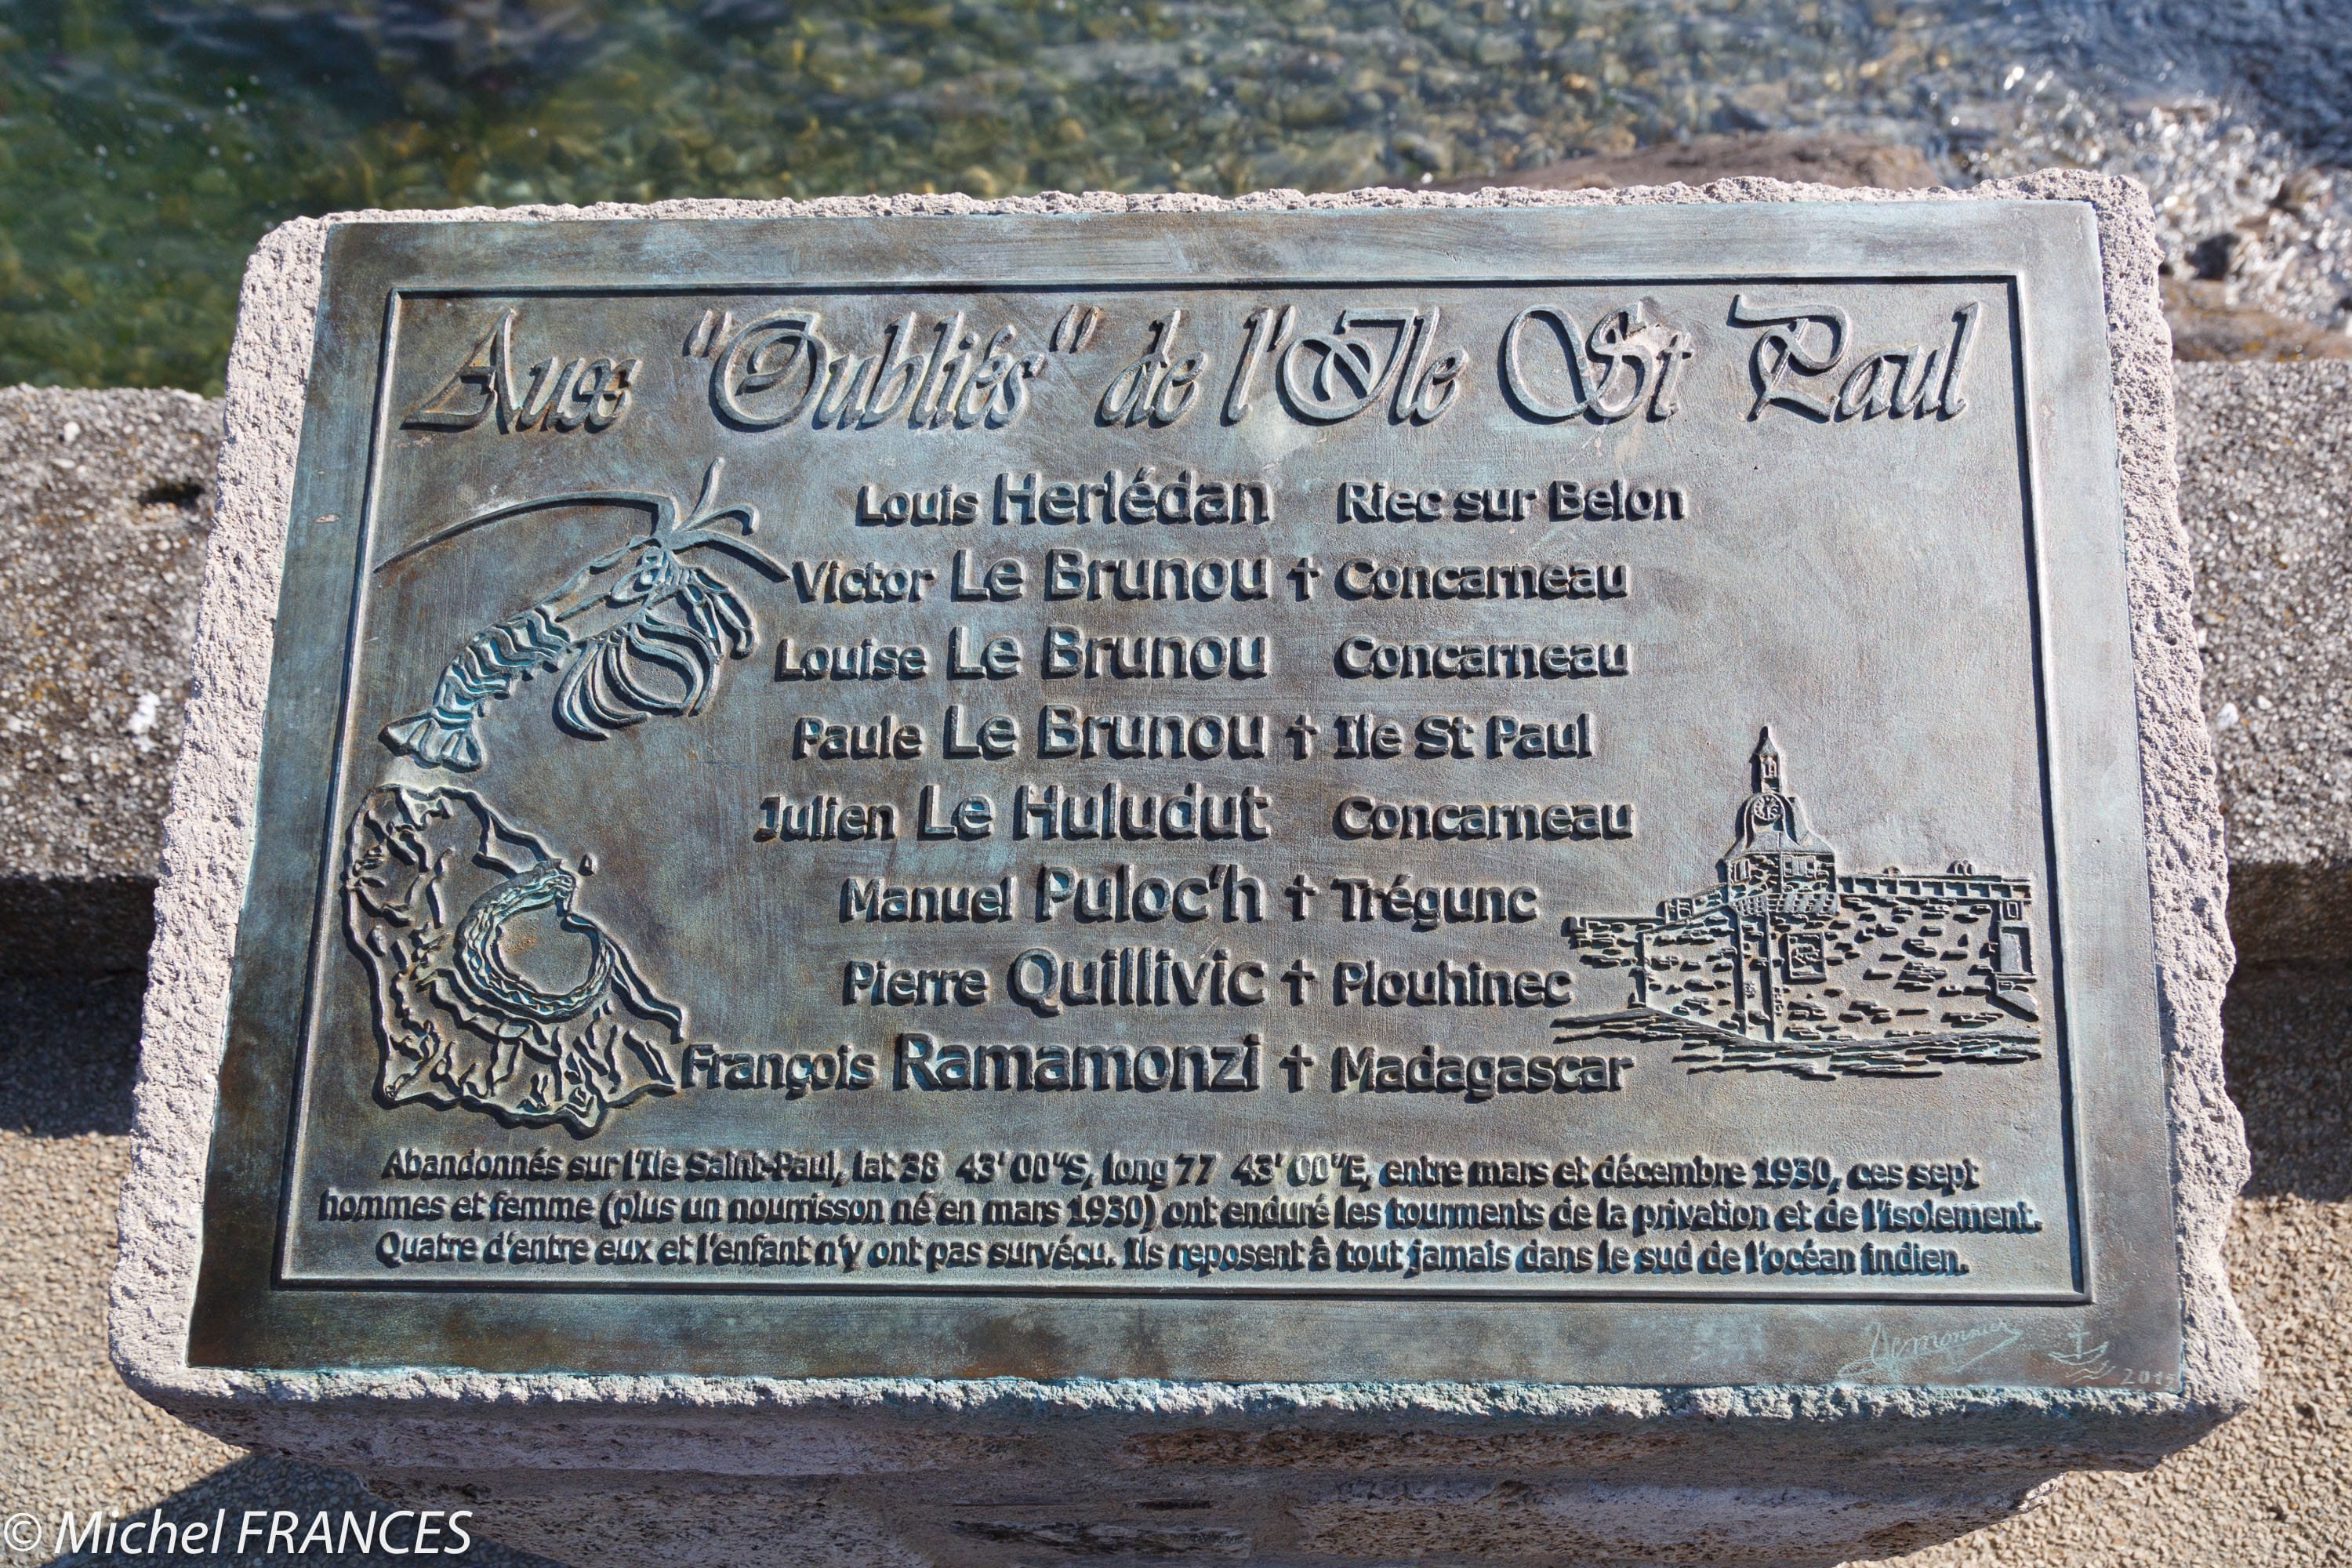 Aux "Oubliés" de l'Ile St Paul
Louis Herlédan Riec sur Belon
Victor Le Brunou † Concarneau
Louise Le Brunou Concarneau
Paule Le Brunou † Ile St Paul
Julien Le Huludut Concarneau
Manuel Puloc'h † Trégunc
Pierre Quillivic † Plouhinec
François Ramamonzi † Madagascar
Abandonnés sur l'Ile Saint-Paul, lat 38 43' 00"S, long 77 43' 00"E, entre mars et décembre 1930, ces sept
hommes et femme (plus un nourrisson né en mars 1930) ont enduré les tourments de la privation et de l'isolement.
Quatre d'entre eux et l'enfant n'y ont pas survécu. Ils reposent à tout jamais dans le sud de l'océan indien.
© Michel FRANCES